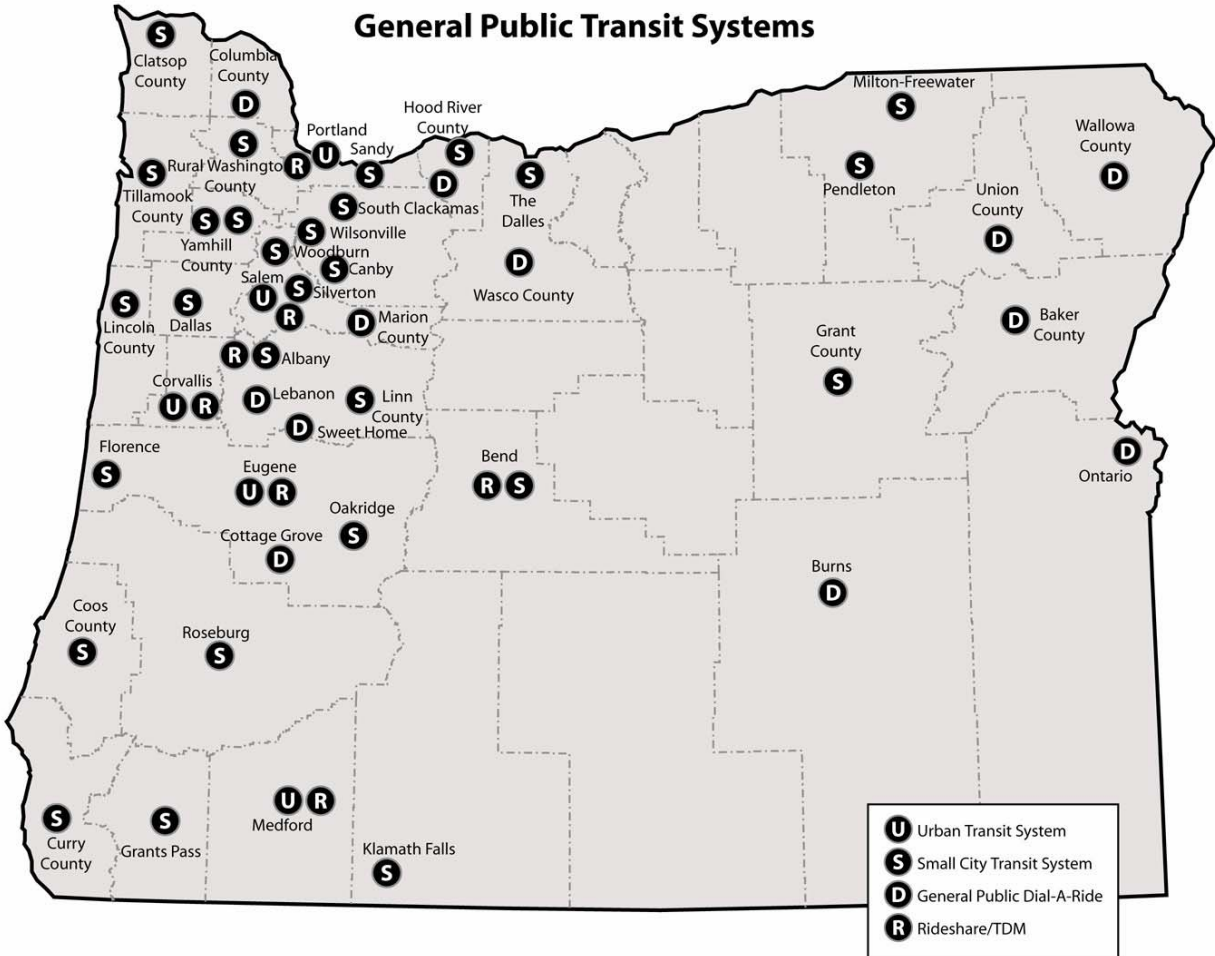 General Public Transit Systems
S
Clatsop
County
Columbia
County
D
Hood River
County
S
D
Milton-Freewater
S
Portland
U
R
Sandy
S
S
Rural Washington
County
S
Tillamook
County
S
South Clackamas
S
The
Dalles
S
Pendleton
Union
County
D
Wallowa
County
D
S S
Yamhill
County
S
Wilsonville
S
Woodburn
S
Canby
D
Wasco County
Salem
U
R
S
Silverton
S
Lincoln
County
S
Dallas
D
Marion
County
Grant
County
S
D
Baker
County
R S
Albany
Corvallis
U R
D
Lebanon
S
Linn
County
D
Sweet Home
Florence
S
Eugene
U R
Bend
R S
D
Ontario
Oakridge
S
Cottage Grove
D
Burns
D
Coos
County
S
Roseburg
S
S
Curry
County
S
Grants Pass
U R
Medford
Klamath Falls
S
U Urban Transit System
S Small City Transit System
D General Public Dial-A-Ride
R Rideshare/TDM